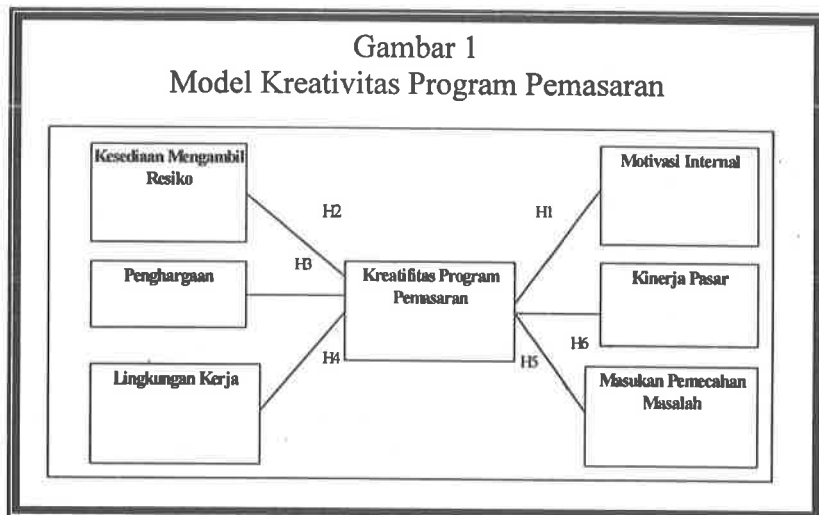 Gambar 1
Model Kreativitas Program Pemasaran
Kesediaan Mengambil
Resiko
H2
Penghargaan
H3
Lingkungan Kerja
H4
Kreatifitas Program
Pemasaran
Motivasi Internal
H1
Kinerja Pasar
H6
H5
Masukan Pemecahan
Masalah